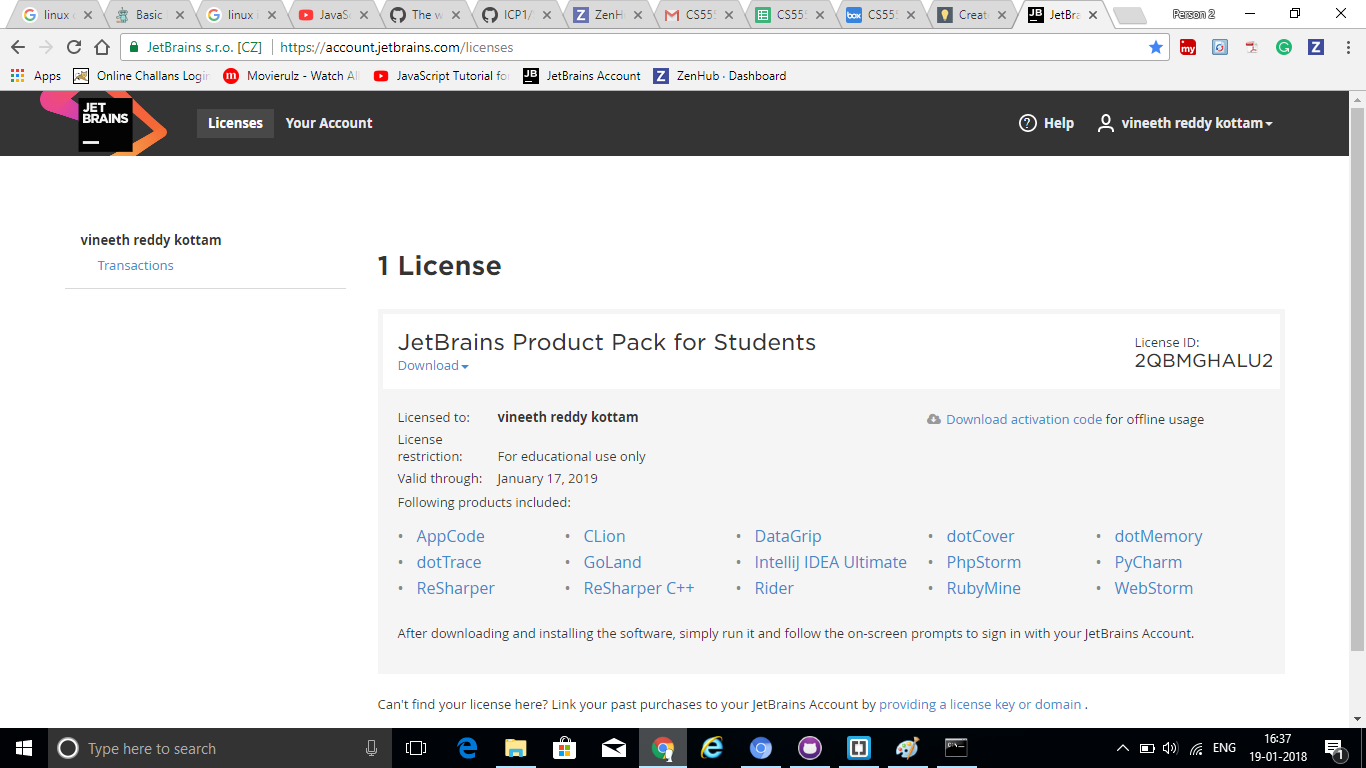 linux
Basic
linux
JavaS
The w
ICP1/
ZenH
CS555
CS555
CS555
Create
JetBra
Person 2
JetBrains s.r.o. [CZ] https://account.jetbrains.com/licenses
Apps Online Challans Login Movierulz - Watch All JavaScript Tutorial fo JetBrains Account ZenHub · Dashboard
JET
BRAINS
Licenses Your Account Help vineeth reddy kottam
vineeth reddy kottam
Transactions
1 License
JetBrains Product Pack for Students
Download
License ID:
2QBMGHALU2
Licensed to: vineeth reddy kottam
Download activation code for offline usage
License
restriction: For educational use only
Valid through: January 17, 2019
Following products included:
• AppCode • CLion • DataGrip • dotCover • dotMemory
• dotTrace • GoLand • IntelliJ IDEA Ultimate • PhpStorm • PyCharm
• ReSharper • ReSharper C++ • Rider • RubyMine • WebStorm
After downloading and installing the software, simply run it and follow the on-screen prompts to sign in with your JetBrains Account.
Can't find your license here? Link your past purchases to your JetBrains Account by providing a license key or domain .
Type here to search
ENG
16:37
19-01-2018
1